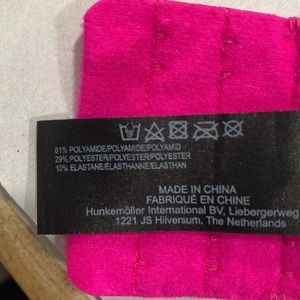 61% POLYAMIDE/POLYAMIDE/POLYAMID
29% POLYESTER/POLYESTER/POLYESTER
10% ELASTANE/ÉLASTHANNE/ELASTHAN
MADE IN CHINA
FABRIQUÉ EN CHINE
Hunkemöller International BV, Liebergerweg
1221 JS Hilversum, The Netherlands